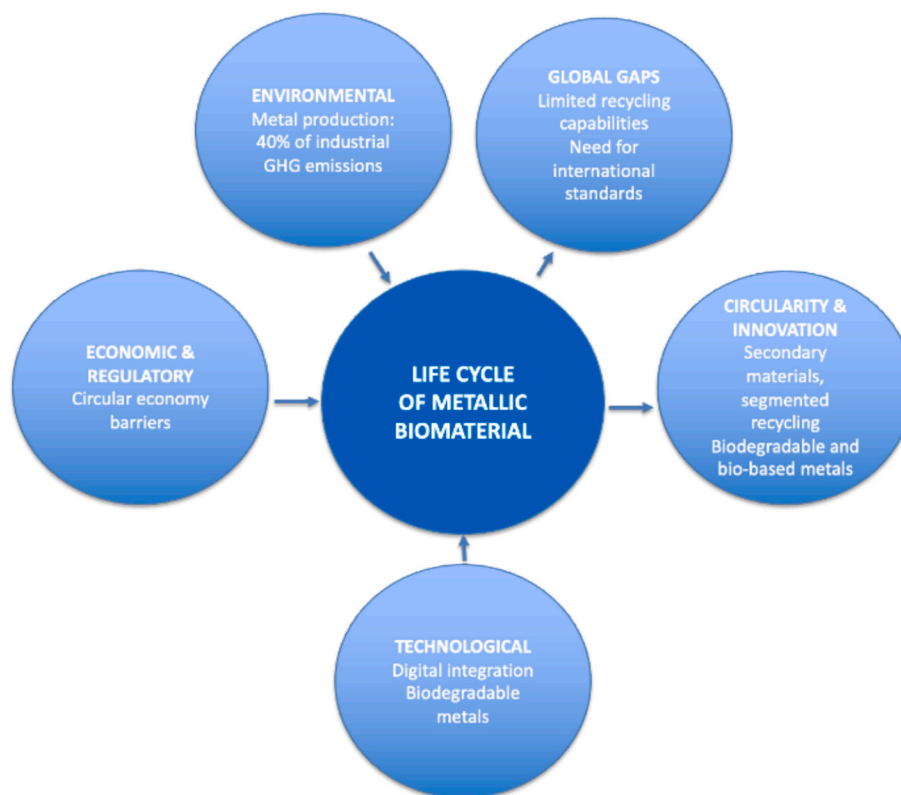 ENVIRONMENTAL
Metal production:
40% of industrial
GHG emissions
GLOBAL GAPS
Limited recycling
capabilities
Need for
international
standards
ECONOMIC &
REGULATORY
Circular economy
barriers
LIFE CYCLE
OF METALLIC
BIOMATERIAL
CIRCULARITY &
INNOVATION
Secondary
materials,
segmented
recycling
Biodegradable and
bio-based metals
TECHNOLOGICAL
Digital integration
Biodegradable
metals